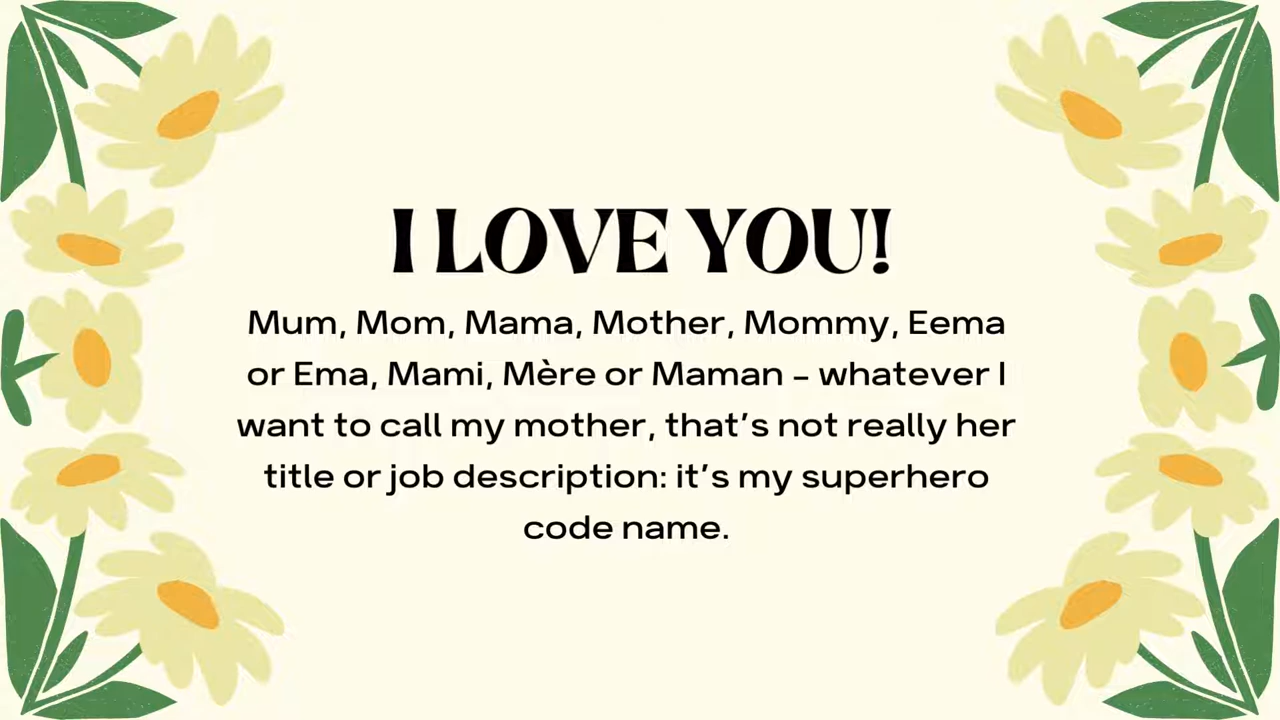 I LOVE YOU!
Mum, Mom, Mama, Mother, Mommy, Eema
or Ema, Mami, Mère or Maman – whatever I
want to call my mother, that’s not really her
title or job description: it’s my superhero
code name.